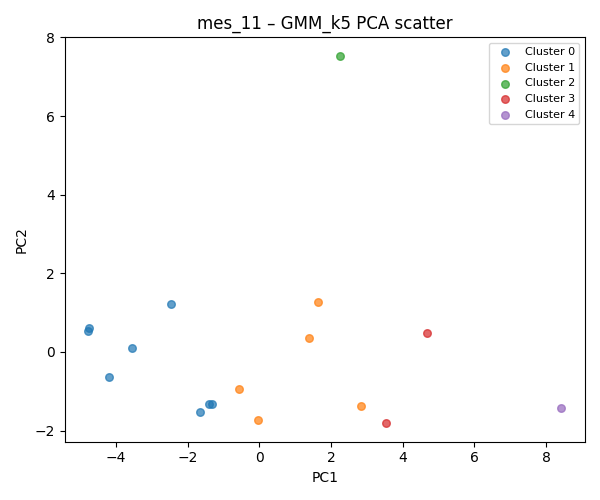 mes_11 – GMM_k5 PCA scatter
8
6
4
2
0
−2
PC2
−4
−2
0
2
4
6
8
PC1
Cluster 0
Cluster 1
Cluster 2
Cluster 3
Cluster 4